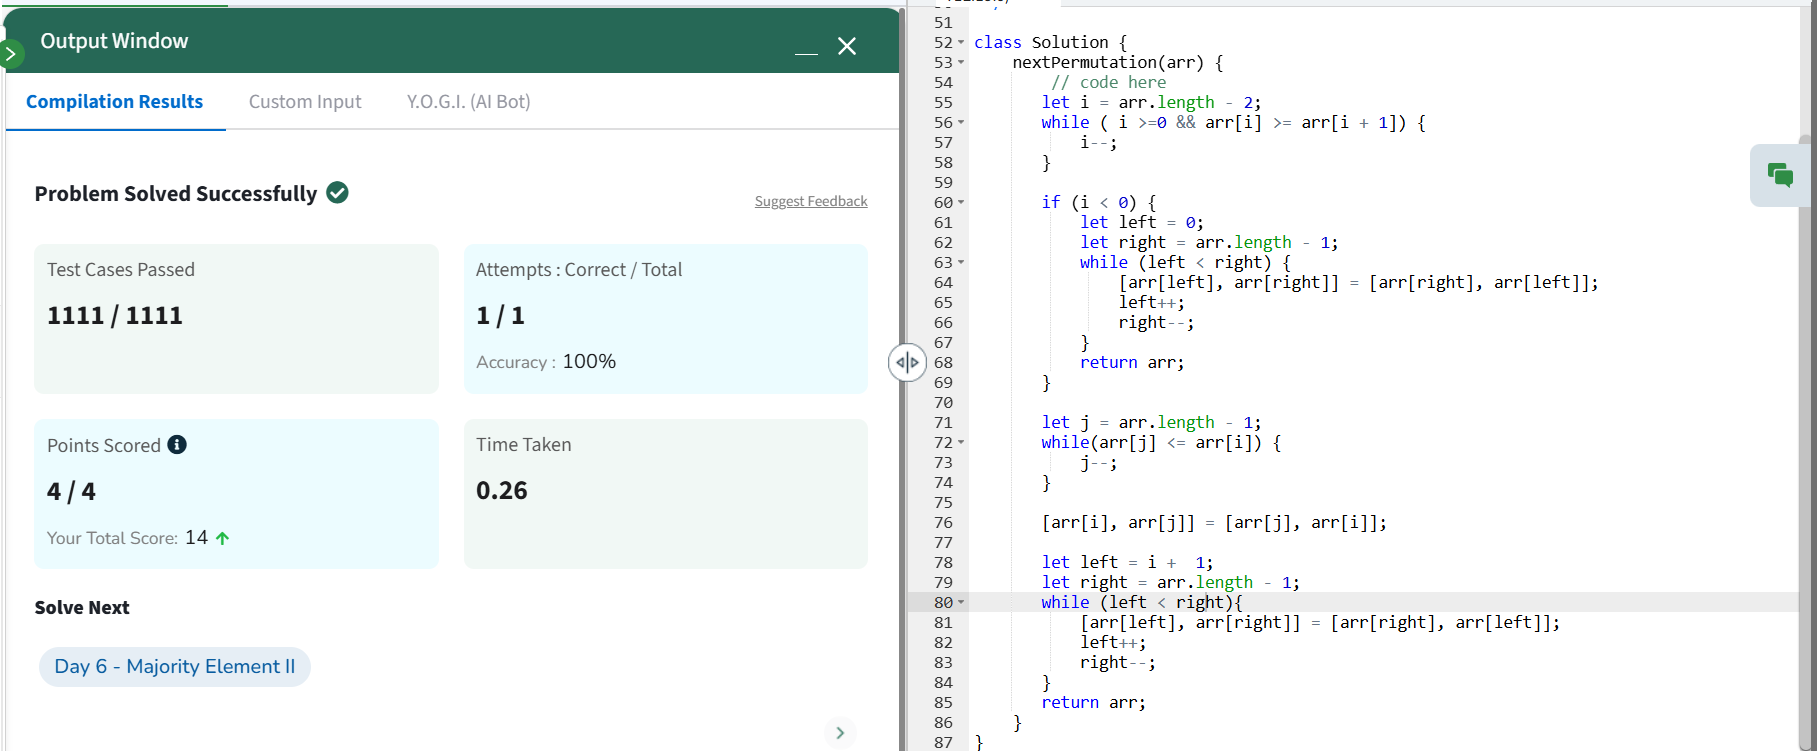 Output Window
Compilation Results
Custom Input
Y.O.G.I. (AI Bot)
Problem Solved Successfully
Suggest Feedback
Test Cases Passed
1111 / 1111
Attempts : Correct / Total
1 / 1
Accuracy : 100%
Points Scored
4 / 4
Your Total Score: 14
Time Taken
0.26
Solve Next
Day 6 - Majority Element II
51
52 class Solution {
53     nextPermutation(arr) {
54         // code here
55        let i = arr.length - 2;
56        while ( i >=0 && arr[i] >= arr[i + 1]) {
57            i--;
58        }
59
60        if (i < 0) {
61            let left = 0;
62            let right = arr.length - 1;
63            while (left < right) {
64                [arr[left], arr[right]] = [arr[right], arr[left]];
65                left++;
66                right--;
67            }
68            return arr;
69        }
70
71        let j = arr.length - 1;
72        while(arr[j] <= arr[i]) {
73            j--;
74        }
75
76        [arr[i], arr[j]] = [arr[j], arr[i]];
77
78        let left = i +  1;
79        let right = arr.length - 1;
80        while (left < right){
81            [arr[left], arr[right]] = [arr[right], arr[left]];
82            left++;
83            right--;
84        }
85        return arr;
86     }
87 }